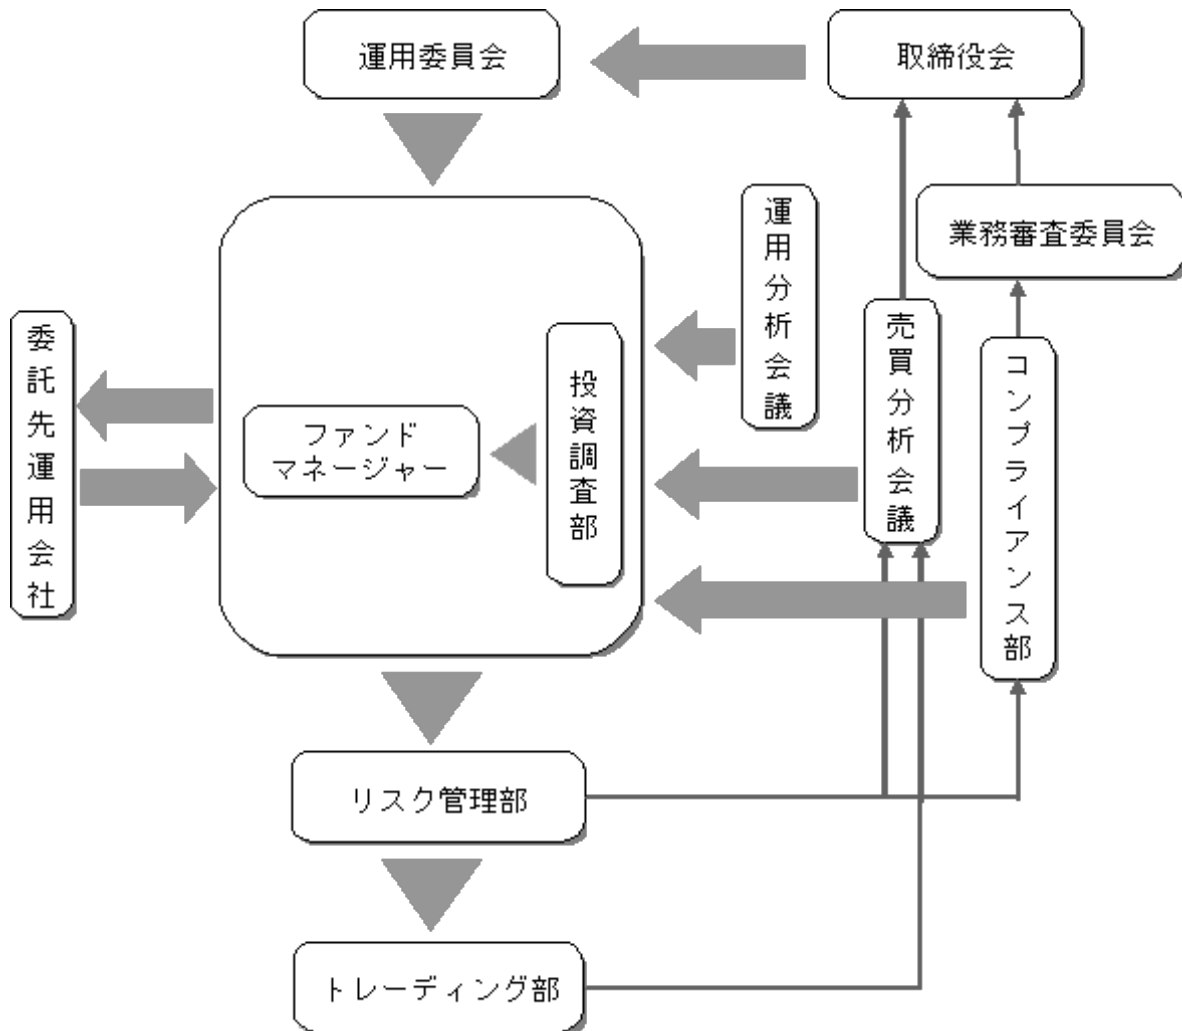 運用委員会
取締役会
運用分析会議
業務審査委員会
売買分析会議
コンプライアンス部
委託先運用会社
投資調査部
ファンド
マネージャー
リスク管理部
トレーディング部